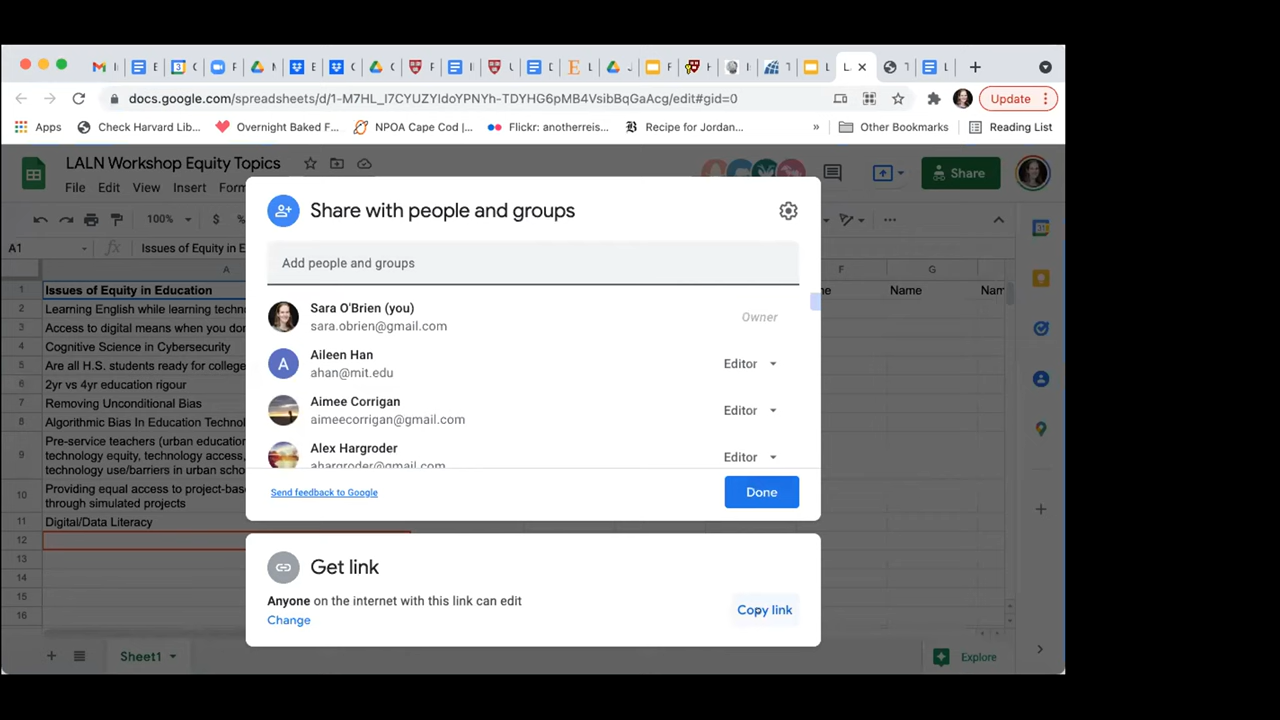 docs.google.com/spreadsheets/d/1-M7HL_I7CYUZYIdoYPNYh-TDYHG6pMB4VsibBqGaAcg/edit#gid=0
Update
Apps
Check Harvard Lib...
Overnight Baked F...
NPOA Cape Cod |...
Flickr: anotherreis...
Recipe for Jordan...
»
Other Bookmarks
Reading List
LALN Workshop Equity Topics
File Edit View Insert Form
Share
100% $ %
A1 fx Issues of Equity in E
A F G
1 Issues of Equity in Education Name Nam
2 Learning English while learning techno
3 Access to digital means when you don
4 Cognitive Science in Cybersecurity
5 Are all H.S. students ready for college
6 2yr vs 4yr education rigour
7 Removing Unconditional Bias
8 Algorithmic Bias In Education Technol
9 Pre-service teachers (urban education
technology equity, technology access,
technology use/barriers in urban scho
10 Providing equal access to project-bas
through simulated projects
11 Digital/Data Literacy
12
13
14
15
16
Sheet1
Explore
Share with people and groups
Add people and groups
Sara O'Brien (you)
sara.obrien@gmail.com
Owner
A
Aileen Han
ahan@mit.edu
Editor
Aimee Corrigan
aimeecorrigan@gmail.com
Editor
Alex Hargroder
ahargroder@gmail.com
Editor
Send feedback to Google
Done
Get link
Anyone on the internet with this link can edit
Change
Copy link